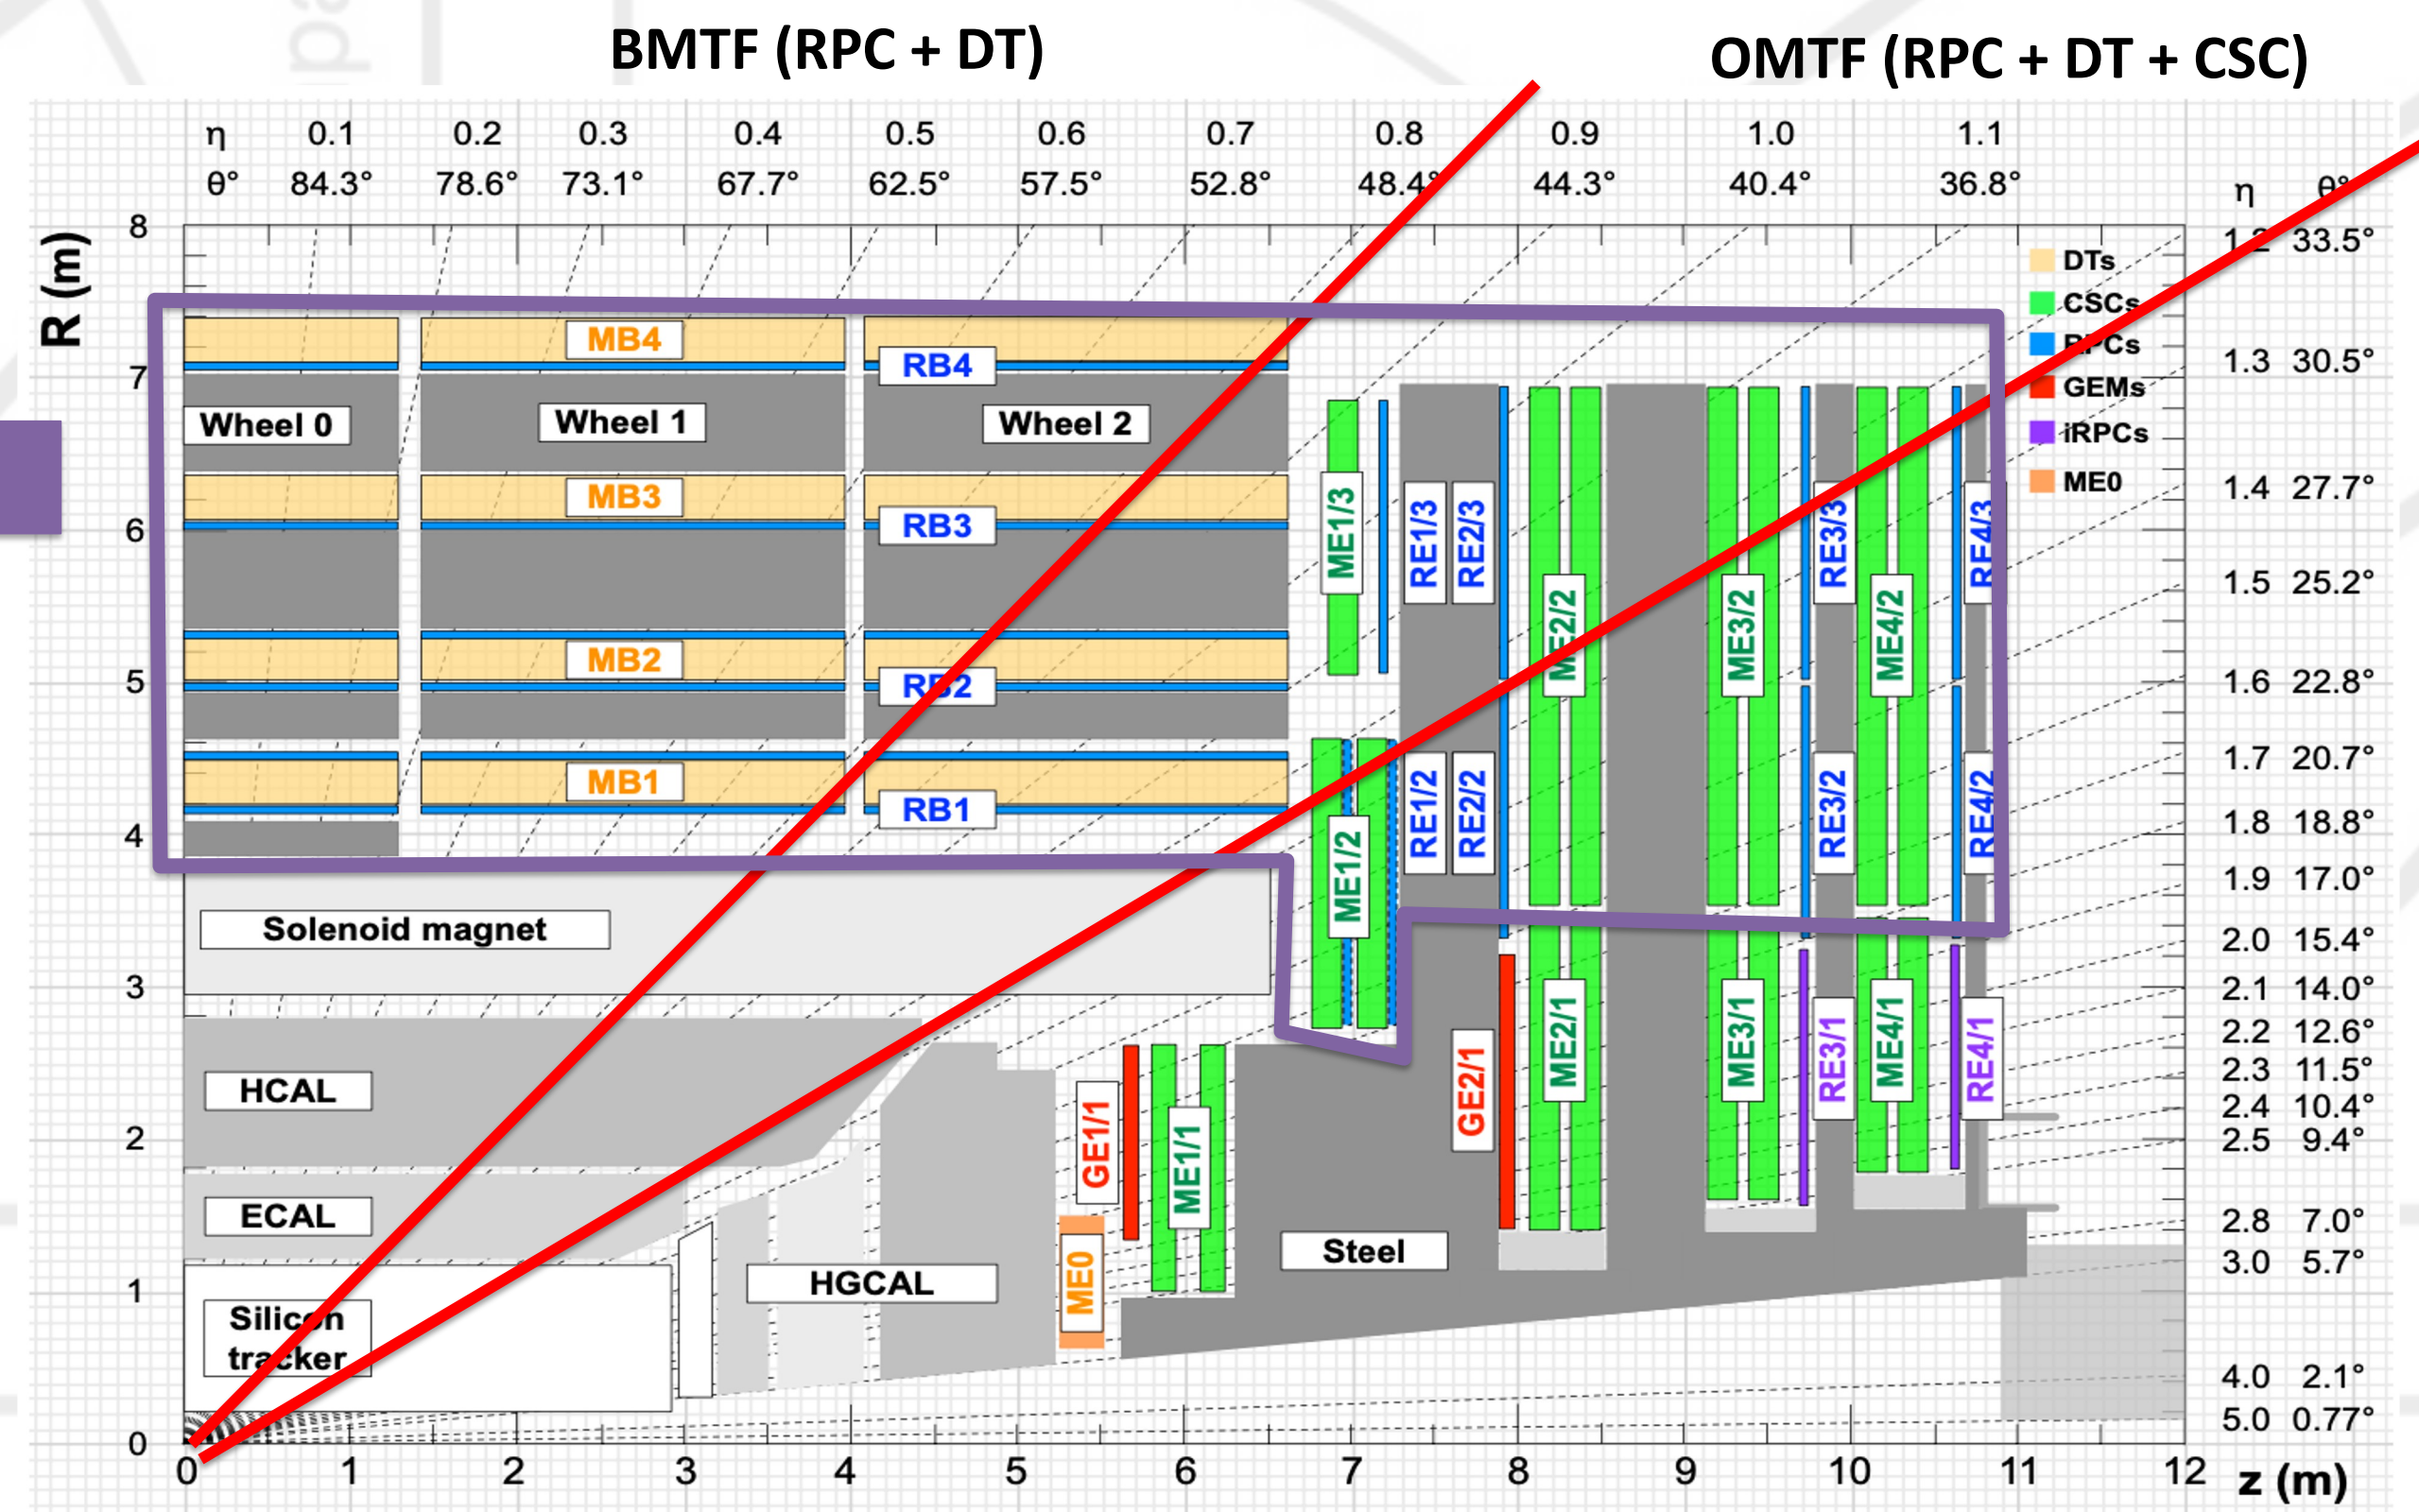 BMTF (RPC + DT)
OMTF (RPC + DT + CSC)
η 0.1 0.2 0.3 0.4 0.5 0.6 0.7 0.8 0.9 1.0 1.1
θ° 84.3° 78.6° 73.1° 67.7° 62.5° 57.5° 52.8° 48.4° 44.3° 40.4° 36.8°
η θ°
1.2 33.5°
1.3 30.5°
1.4 27.7°
1.5 25.2°
1.6 22.8°
1.7 20.7°
1.8 18.8°
1.9 17.0°
2.0 15.4°
2.1 14.0°
2.2 12.6°
2.3 11.5°
2.4 10.4°
2.5 9.4°
2.8 7.0°
3.0 5.7°
4.0 2.1°
5.0 0.77°
R (m)
8
7
6
5
4
3
2
1
0
DTs
CSCs
RPCs
GEMs
iRPCs
ME0
MB4
RB4
Wheel 0
Wheel 1
Wheel 2
MB3
RB3
MB2
RB2
MB1
RB1
ME1/3
RE1/3
RE2/3
ME2/2
ME3/2
RE3/3
ME4/2
RE4/3
ME1/2
RE1/2
RE2/2
RE3/2
RE4/2
Solenoid magnet
HCAL
ECAL
Silicon
tracker
HGCAL
Steel
GE1/1
ME1/1
ME0
GE2/1
ME2/1
ME3/1
RE3/1
ME4/1
RE4/1
0 1 2 3 4 5 6 7 8 9 10 11 12 z (m)